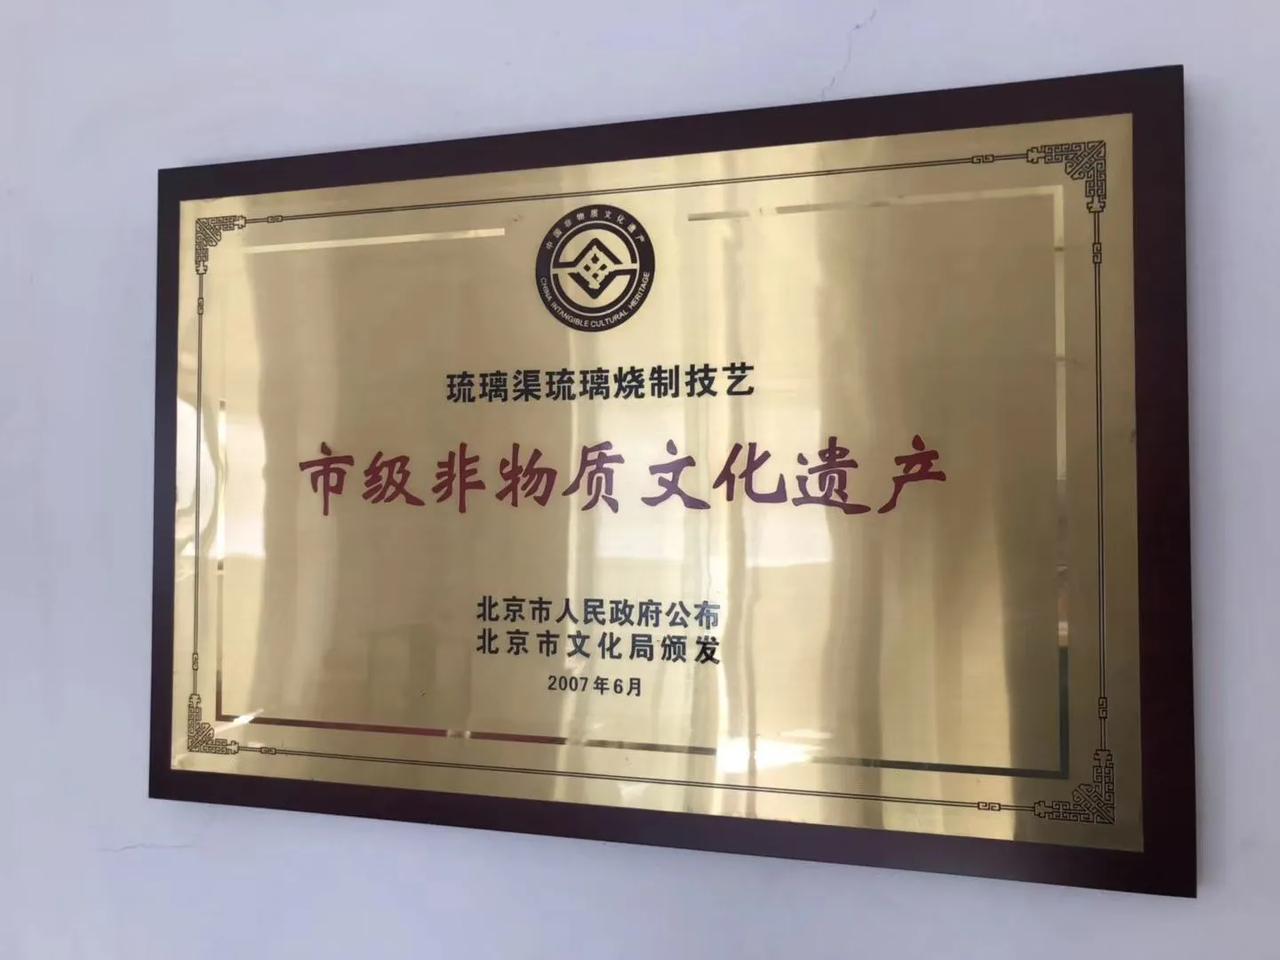 中国非物质文化遗产
CHINA INTANGIBLE CULTURAL HERITAGE
琉璃渠琉璃烧制技艺
市级非物质文化遗产
北京市人民政府公布
北京市文化局颁发
2007年6月